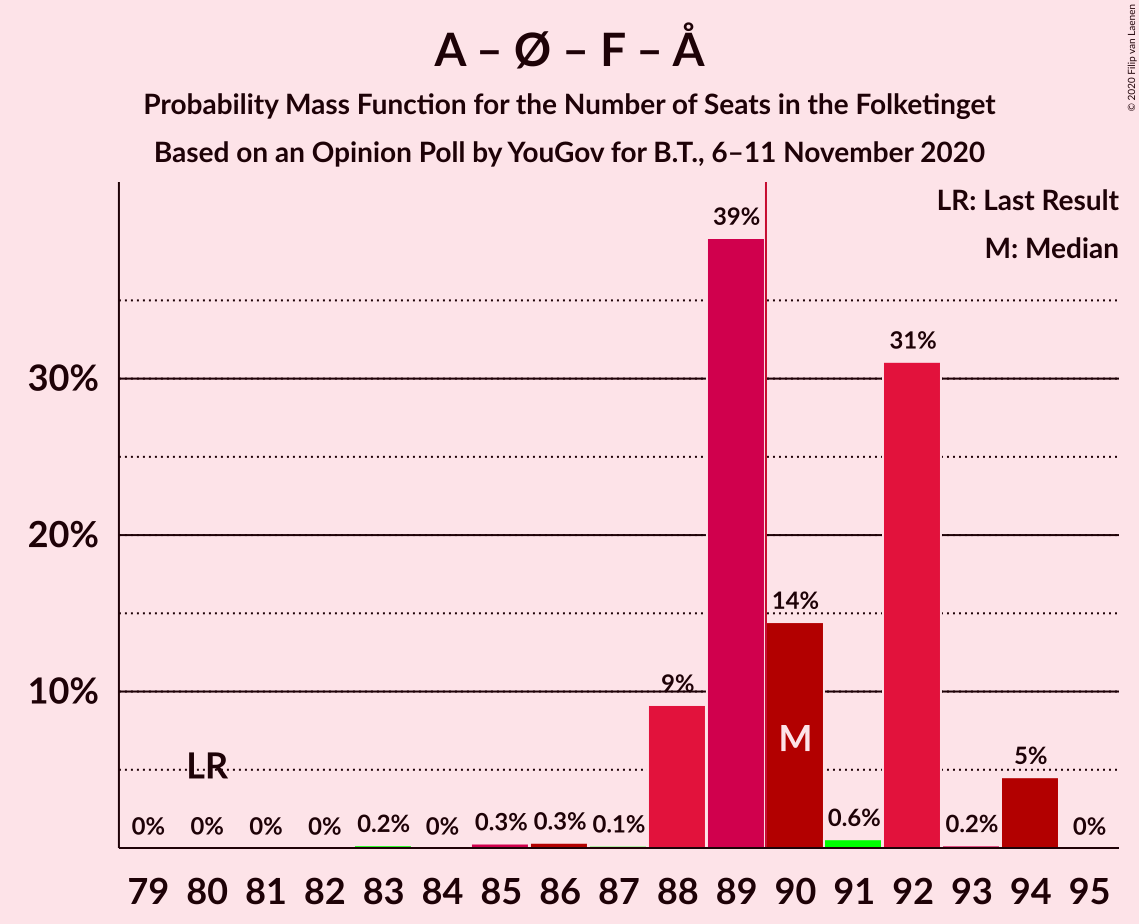 A – Ø – F – Å
Probability Mass Function for the Number of Seats in the Folketinget
Based on an Opinion Poll by YouGov for B.T., 6–11 November 2020
© 2020 Filip van Laenen
LR: Last Result
M: Median
39%
31%
30%
20%
14%
10%
9%
M
LR
5%
0% 0% 0% 0% 0.2% 0% 0.3% 0.3% 0.1% 0.6% 0.2% 0%
79 80 81 82 83 84 85 86 87 88 89 90 91 92 93 94 95